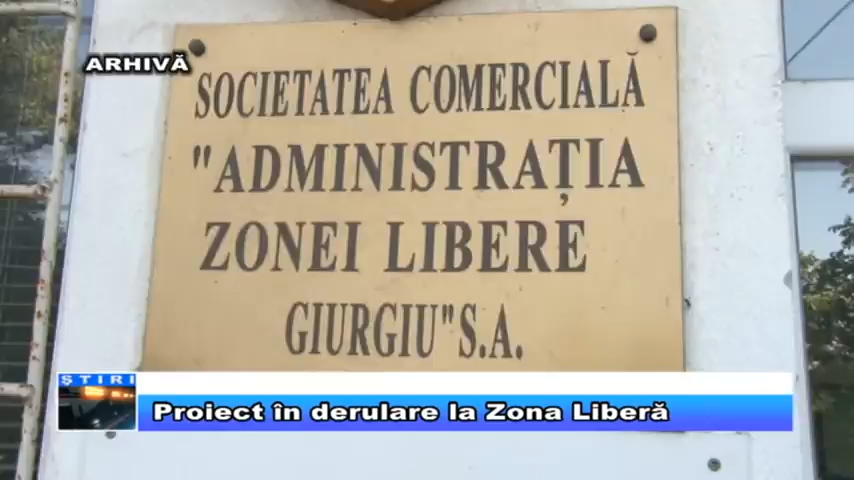 ARHIVĂ
SOCIETATEA COMERCIALĂ
"ADMINISTRAȚIA
ZONEI LIBERE
GIURGIU" S.A.
ȘTIRI
Proiect în derulare la Zona Liberă